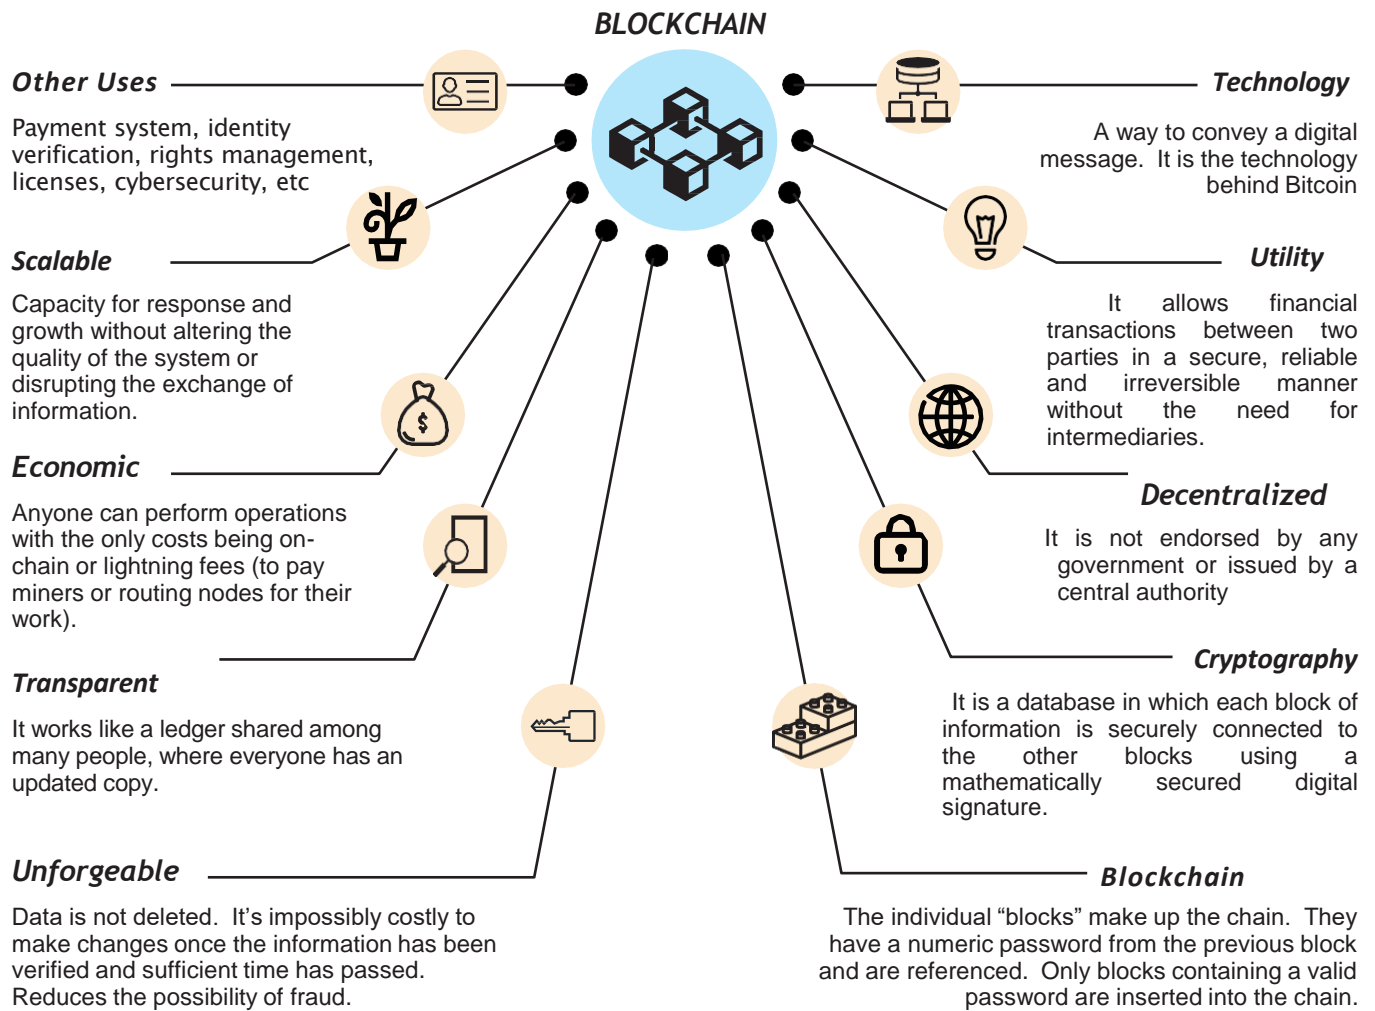 BLOCKCHAIN
Other Uses
Payment system, identity
verification, rights management,
licenses, cybersecurity, etc
Scalable
Capacity for response and
growth without altering the
quality of the system or
disrupting the exchange of
information.
Economic
Anyone can perform operations
with the only costs being on-
chain or lightning fees (to pay
miners or routing nodes for their
work).
Transparent
It works like a ledger shared among
many people, where everyone has an
updated copy.
Unforgeable
Data is not deleted. It's impossibly costly to
make changes once the information has been
verified and sufficient time has passed.
Reduces the possibility of fraud.
Technology
A way to convey a digital
message. It is the technology
behind Bitcoin
Utility
It allows financial
transactions between two
parties in a secure, reliable
and irreversible manner
without the need for
intermediaries.
Decentralized
It is not endorsed by any
government or issued by a
central authority
Cryptography
It is a database in which each block of
information is securely connected to
the other blocks using a
mathematically secured digital
signature.
Blockchain
The individual “blocks” make up the chain. They
have a numeric password from the previous block
and are referenced. Only blocks containing a valid
password are inserted into the chain.
$